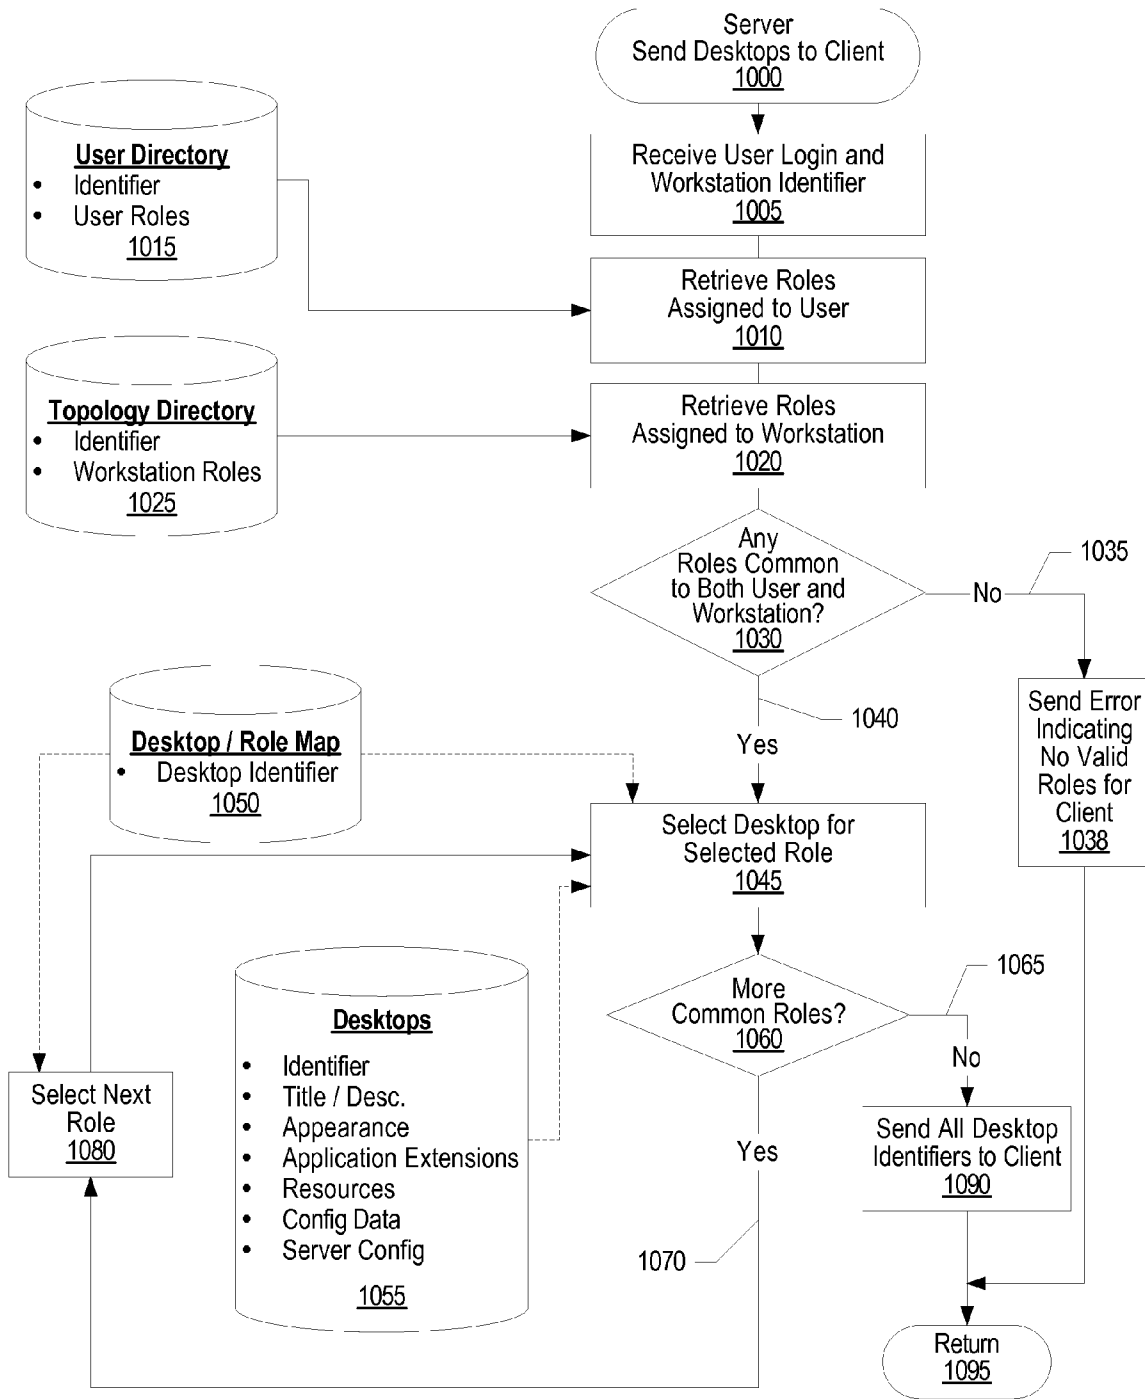 Server
Send Desktops to Client
1000
User Directory
• Identifier
• User Roles
1015
Receive User Login and
Workstation Identifier
1005
Retrieve Roles
Assigned to User
1010
Topology Directory
• Identifier
• Workstation Roles
1025
Retrieve Roles
Assigned to Workstation
1020
Any
Roles Common
to Both User and
Workstation?
1030
1035
No
1040
Yes
Send Error
Indicating
No Valid
Roles for
Client
1038
Desktop / Role Map
• Desktop Identifier
1050
Select Desktop for
Selected Role
1045
Desktops
• Identifier
• Title / Desc.
• Appearance
• Application Extensions
• Resources
• Config Data
• Server Config
1055
More
Common Roles?
1060
1065
No
Select Next
Role
1080
Yes
1070
Send All Desktop
Identifiers to Client
1090
Return
1095